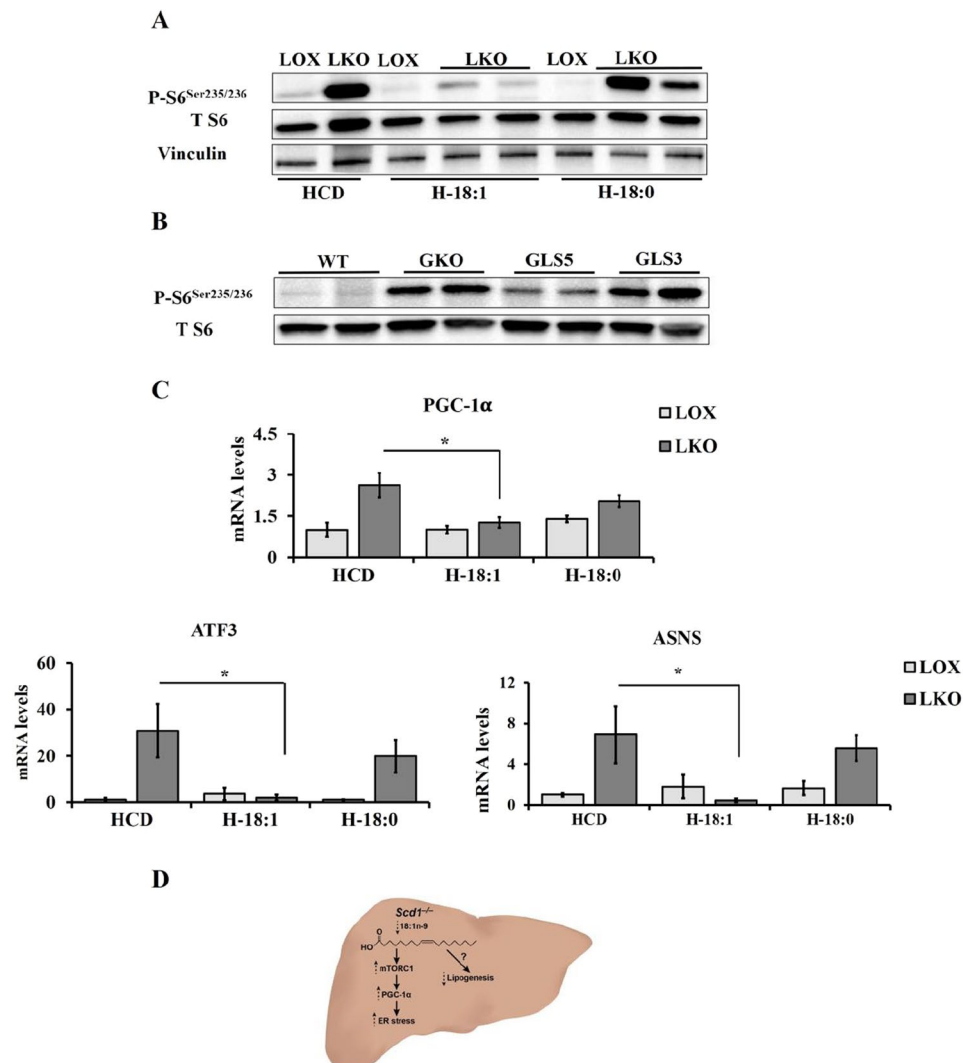 A
LOX LKO LOX LKO LOX LKO
P-S6Ser235/236
T S6
Vinculin
HCD H-18:1 H-18:0
B
WT GKO GLS5 GLS3
P-S6Ser235/236
T S6
C
PGC-1α
LOX
LKO
mRNA levels
4.5
3
1.5
0
*
HCD H-18:1 H-18:0
ATF3
mRNA levels
60
40
20
0
*
HCD H-18:1 H-18:0
ASNS
LOX
LKO
mRNA levels
12
8
4
0
*
HCD H-18:1 H-18:0
D
Scd1-/-
18:1n-9
O
HO
?
mTORC1
Lipogenesis
PGC-1α
ER stress